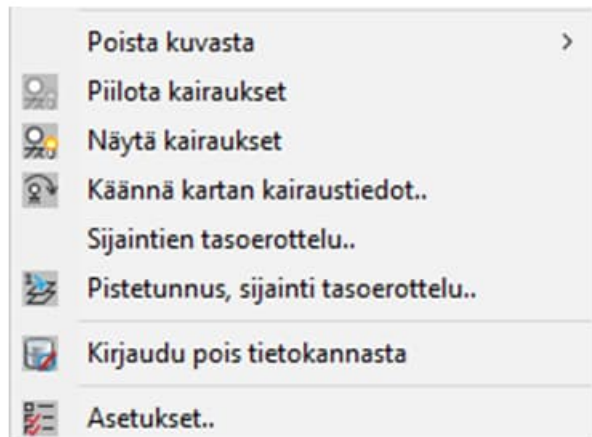 Poista kuvasta
Piilota kairaukset
Näytä kairaukset
Käännä kartan kairaustiedot..
Sijaintien tasoerottelu..
Pistetunnus, sijainti tasoerottelu..
Kirjaudu pois tietokannasta
Asetukset..